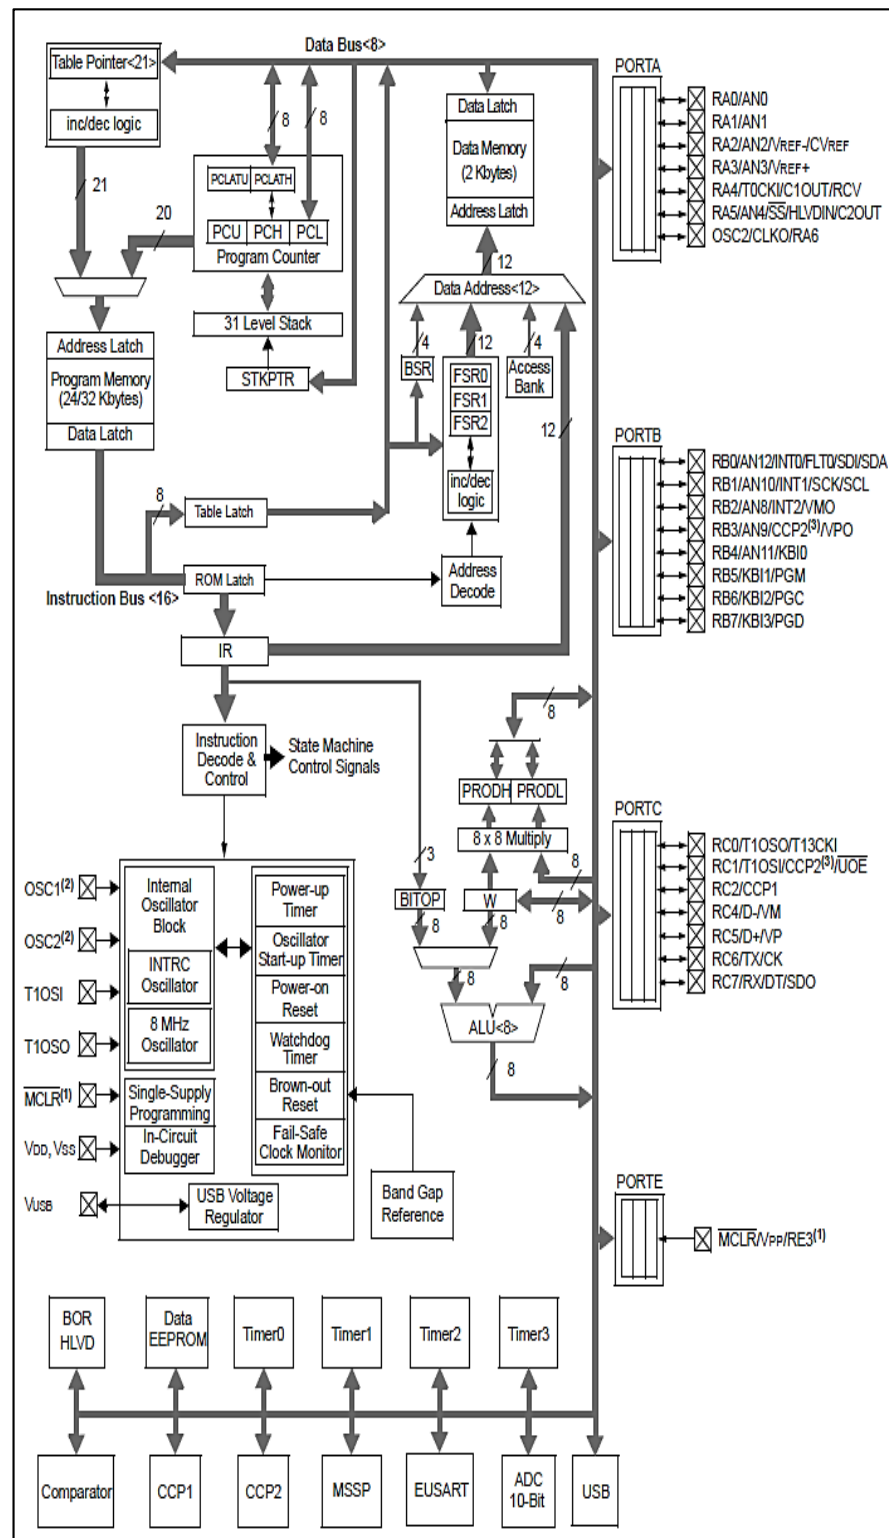 Data Bus<8>
Table Pointer<21>
inc/dec logic
21
20
8
8
PCLATU PCLATH
PCU PCH PCL
Program Counter
31 Level Stack
STKPTR
Address Latch
Program Memory
(24/32 Kbytes)
Data Latch
Data Latch
Data Memory
(2 Kbytes)
Address Latch
12
Data Address<12>
4
12
4
BSR
FSR0
FSR1
FSR2
Access
Bank
12
inc/dec
logic
8
Table Latch
ROM Latch
Address
Decode
Instruction Bus <16>
IR
Instruction
Decode &
Control
State Machine
Control Signals
8
PRODH PRODL
8 x 8 Multiply
3
8
BITOP
W
8
8
8
8
8
ALU<8>
8
OSC1(2)
OSC2(2)
T1OSI
T1OSO
MCLR(1)
VDD, VSS
VUSB
Internal
Oscillator
Block
INTRC
Oscillator
8 MHz
Oscillator
Single-Supply
Programming
In-Circuit
Debugger
USB Voltage
Regulator
Power-up
Timer
Oscillator
Start-up Timer
Power-on
Reset
Watchdog
Timer
Brown-out
Reset
Fail-Safe
Clock Monitor
Band Gap
Reference
PORTA
RA0/AN0
RA1/AN1
RA2/AN2/VREF-/CVREF
RA3/AN3/VREF+
RA4/T0CKI/C1OUT/RCV
RA5/AN4/SS/HLVDIN/C2OUT
OSC2/CLKO/RA6
PORTB
RB0/AN12/INT0/FLT0/SDI/SDA
RB1/AN10/INT1/SCK/SCL
RB2/AN8/INT2/VMO
RB3/AN9/CCP2(3)/VPO
RB4/AN11/KBI0
RB5/KBI1/PGM
RB6/KBI2/PGC
RB7/KBI3/PGD
PORTC
RC0/T1OSO/T13CKI
RC1/T1OSI/CCP2(3)/UOE
RC2/CCP1
RC4/D-/VM
RC5/D+/VP
RC6/TX/CK
RC7/RX/DT/SDO
PORTE
MCLR/VPP/RE3(1)
BOR
HLVD
Data
EEPROM
Timer0
Timer1
Timer2
Timer3
Comparator
CCP1
CCP2
MSSP
EUSART
ADC
10-Bit
USB